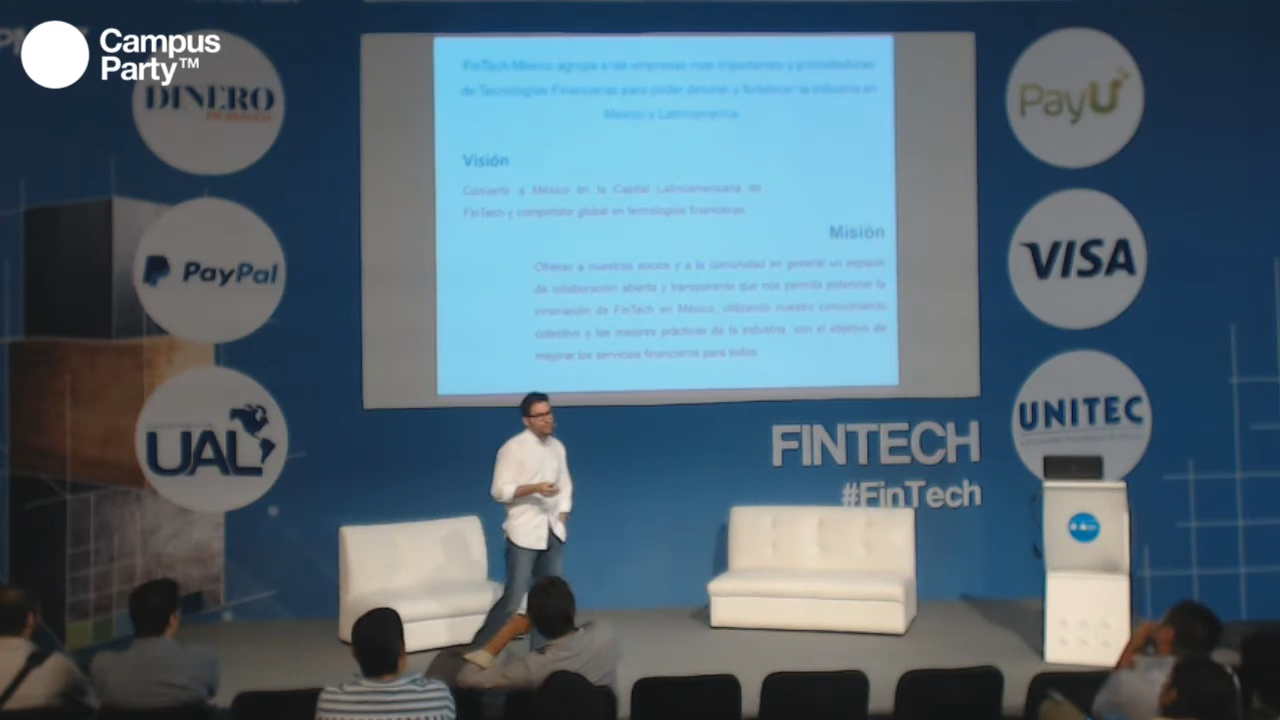 Campus
Party™
DINERO
PayPal
UAL
FinTech México agrupa a las empresas más importantes y prometedoras
de Tecnologías Financieras para poder detonar y fortalecer la industria en
México y Latinoamérica
Visión
Convertir a México en la Capital Latinoamericana de
FinTech y competidor global en tecnologías financieras.
Misión
Ofrecer a nuestros socios y a la comunidad en general un espacio
de colaboración abierta y transparente que nos permita potenciar la
innovación de FinTech en México, utilizando nuestro conocimiento
colectivo y las mejores prácticas de la industria con el objetivo de
mejorar los servicios financieros para todos.
PayU
VISA
UNITEC
FINTECH
#FinTech